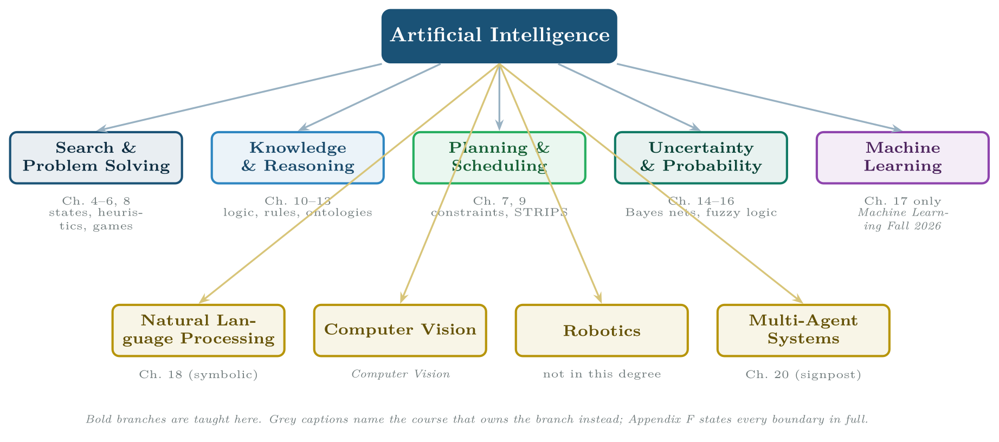 Artificial Intelligence
Search &
Problem Solving
Knowledge
& Reasoning
Planning &
Scheduling
Uncertainty
& Probability
Machine
Learning
Ch. 4–6, 8
states, heuris-
tics, games
Ch. 10–13
logic, rules, ontologies
Ch. 7, 9
constraints, STRIPS
Ch. 14–16
Bayes nets, fuzzy logic
Ch. 17 only
Machine Learn-
ing Fall 2026
Natural Lan-
guage Processing
Computer Vision
Robotics
Multi-Agent
Systems
Ch. 18 (symbolic)
Computer Vision
not in this degree
Ch. 20 (signpost)
Bold branches are taught here. Grey captions name the course that owns the branch instead; Appendix F states every boundary in full.